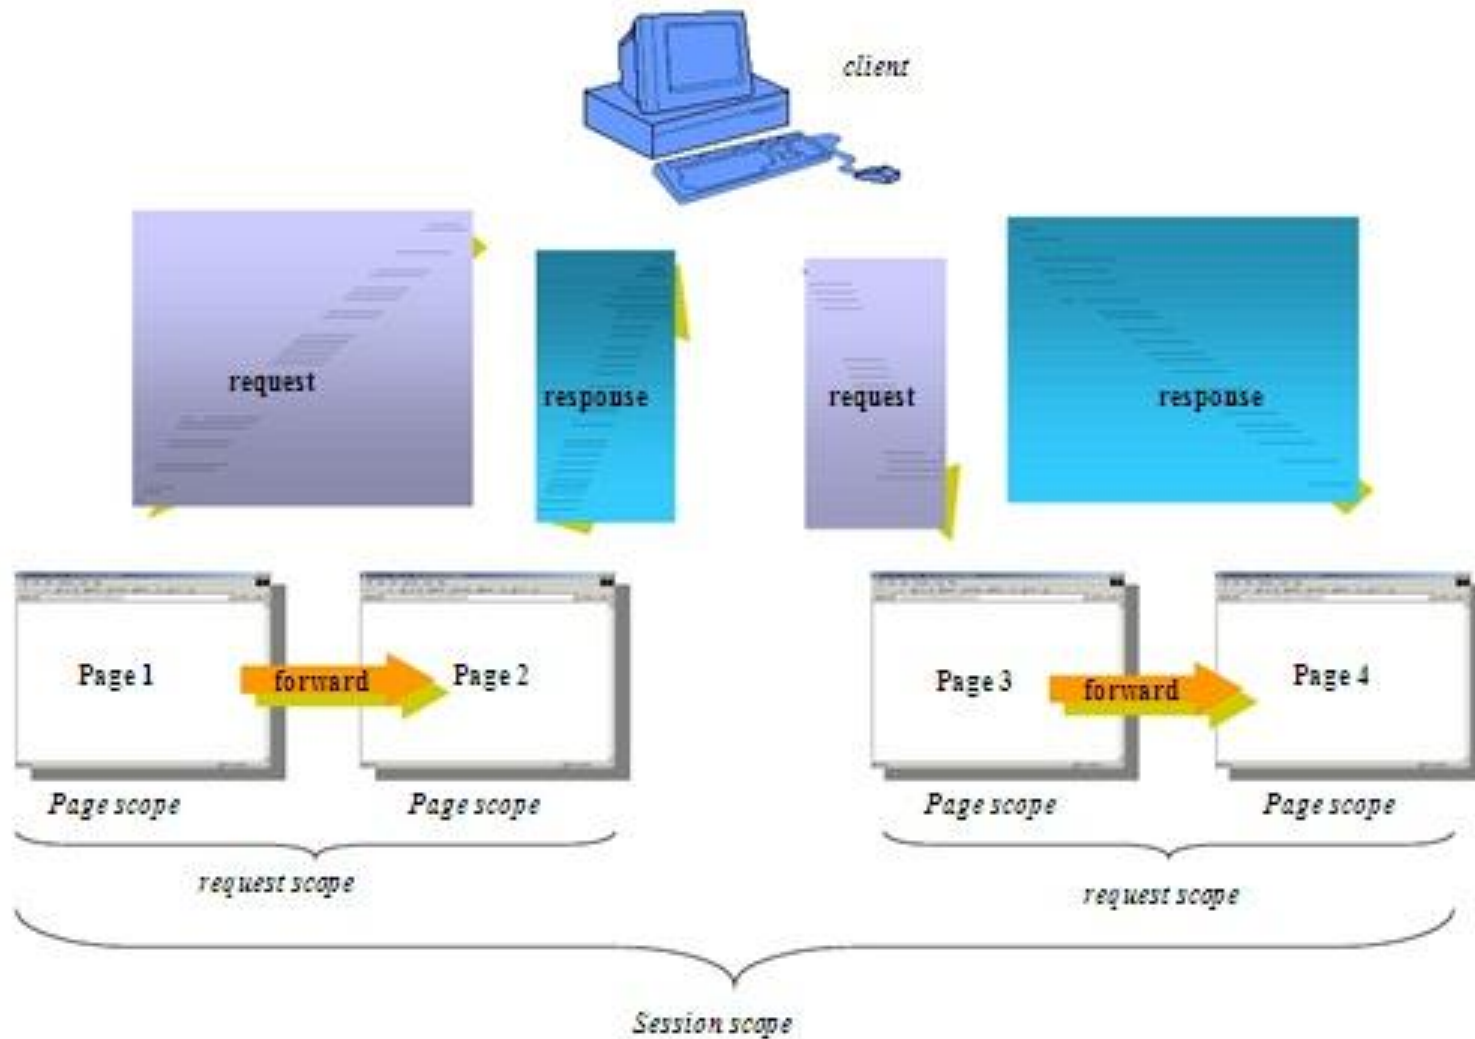 client
request
response
request
response
Page 1
forward
Page 2
Page 3
forward
Page 4
Page scope
Page scope
Page scope
Page scope
request scope
request scope
Session scope